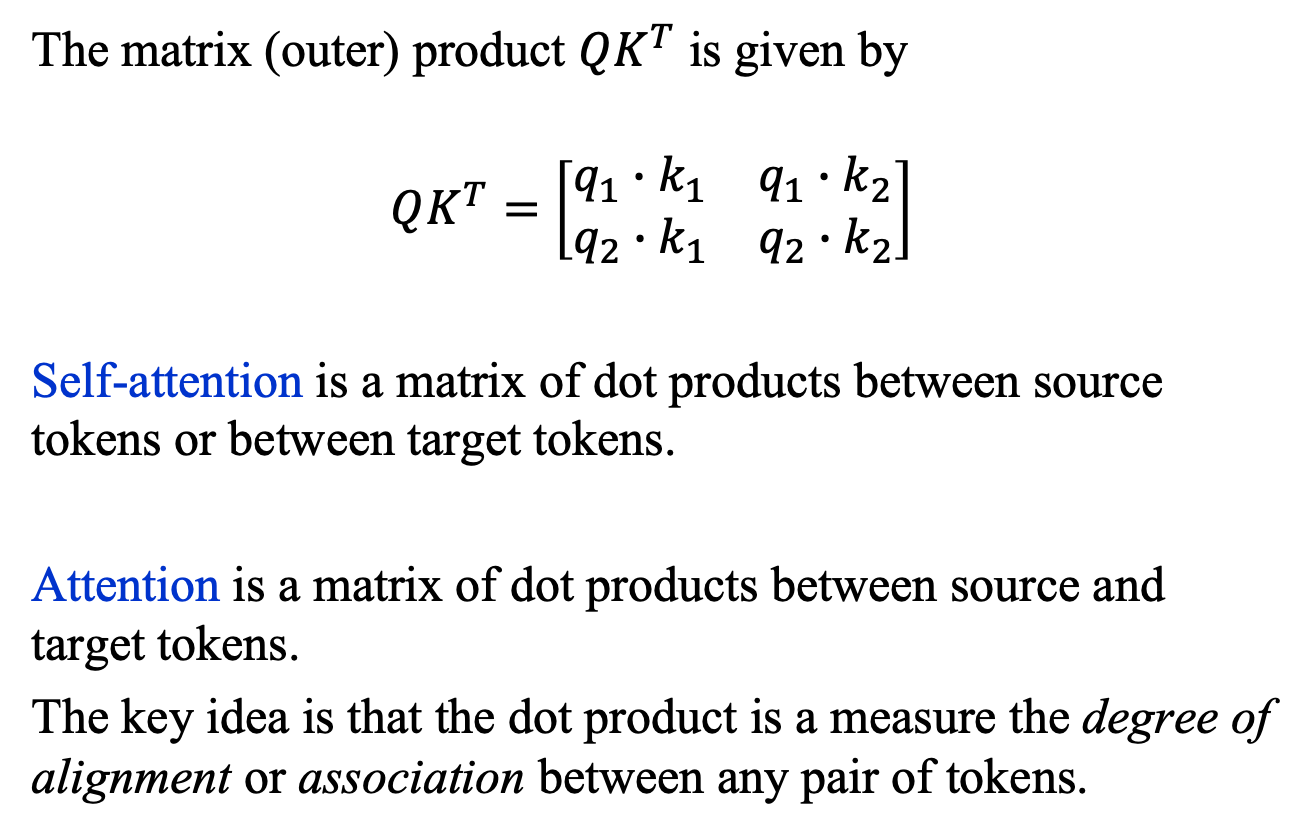 The matrix (outer) product QKᵀ is given by
QKᵀ = [q₁ · k₁  q₁ · k₂
q₂ · k₁  q₂ · k₂]
Self-attention is a matrix of dot products between source
tokens or between target tokens.
Attention is a matrix of dot products between source and
target tokens.
The key idea is that the dot product is a measure the degree of
alignment or association between any pair of tokens.